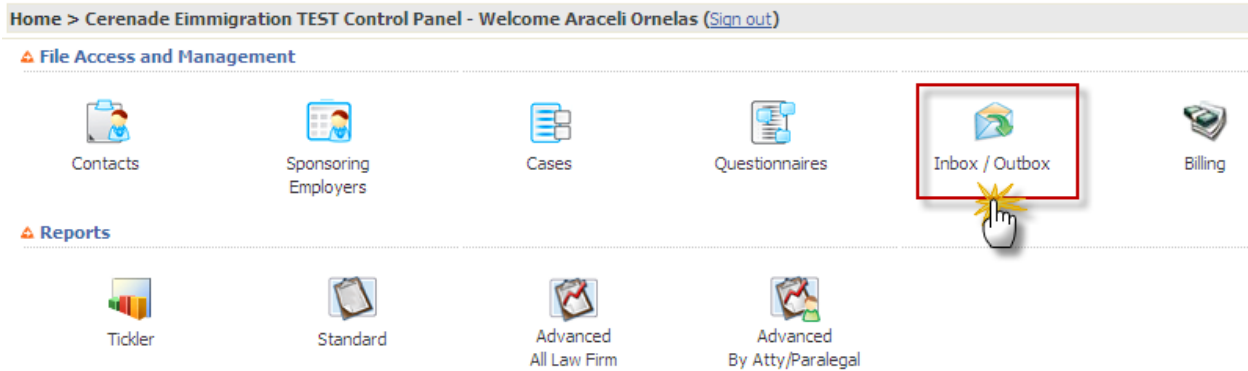 Home > Cerenade Eimmigration TEST Control Panel - Welcome Araceli Ornelas (Sign out)
File Access and Management
Contacts
Sponsoring
Employers
Cases
Questionnaires
Inbox / Outbox
Billing
Reports
Tickler
Standard
Advanced
All Law Firm
Advanced
By Atty/Paralegal